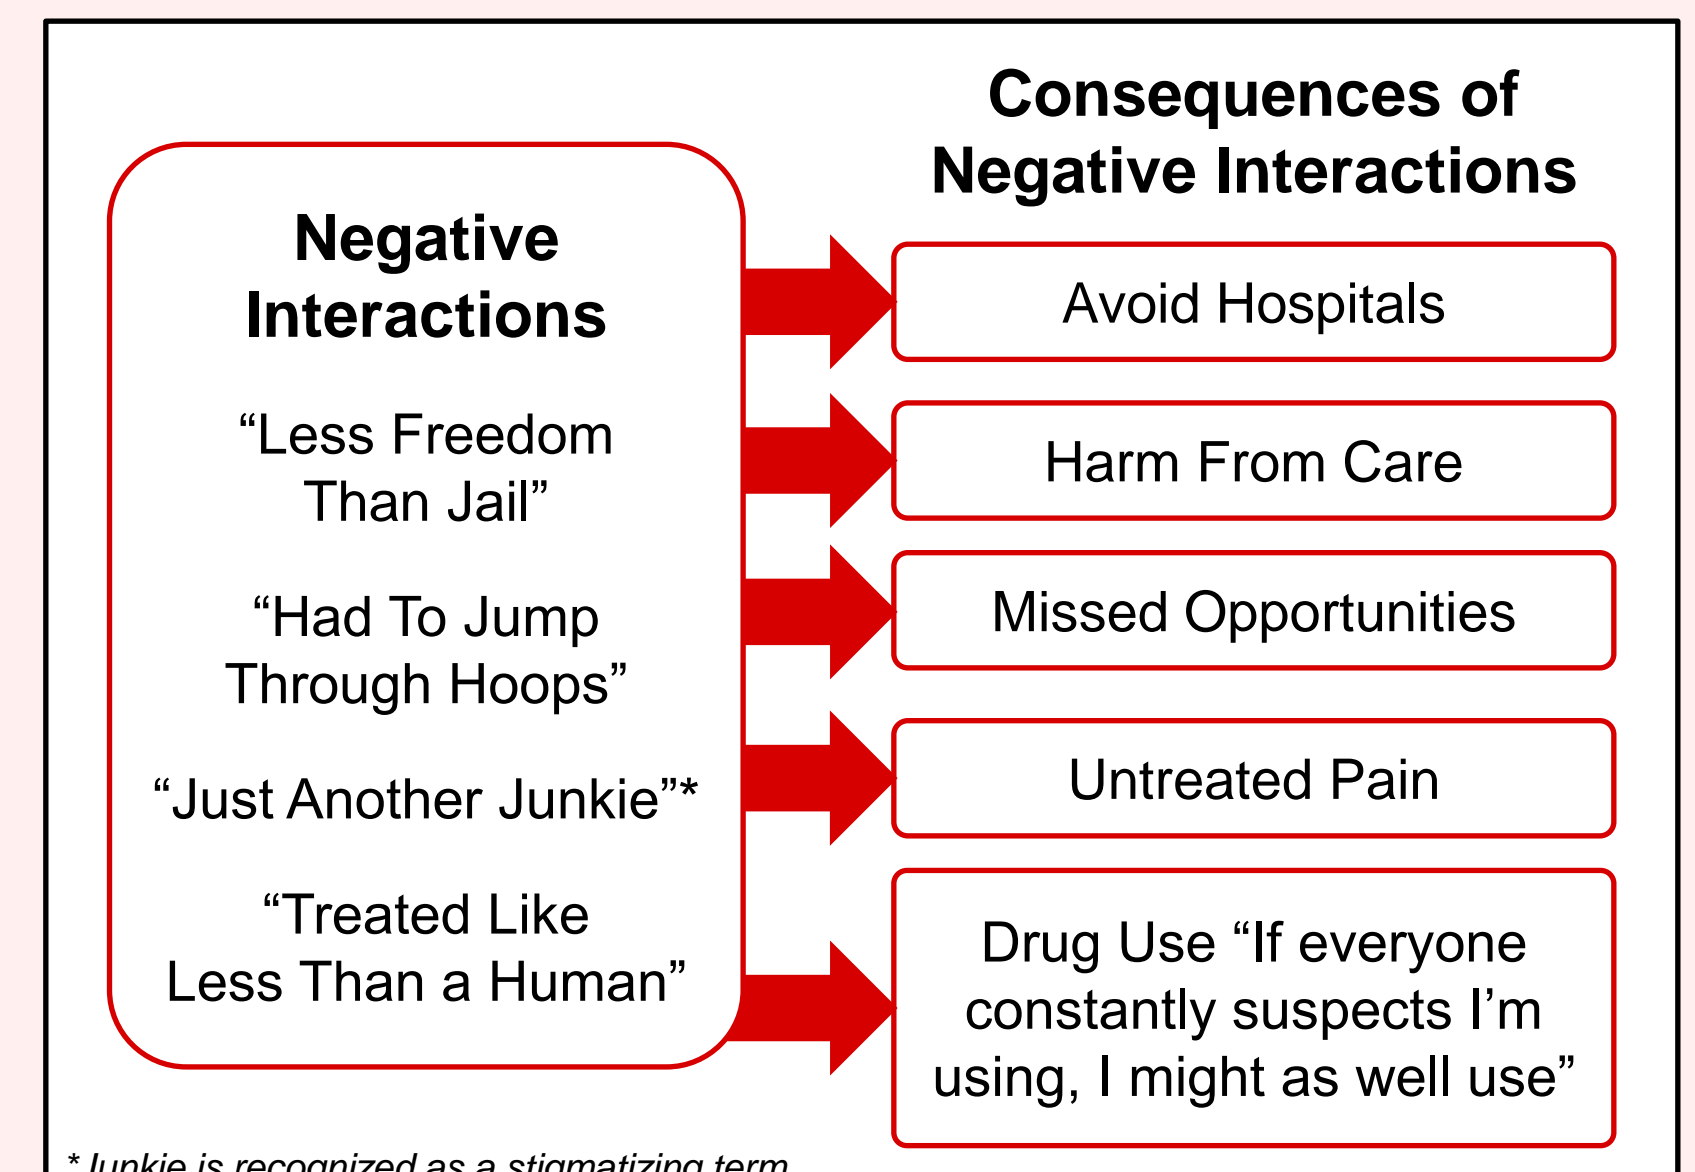 Negative
Interactions
“Less Freedom
Than Jail”
“Had To Jump
Through Hoops”
“Just Another Junkie”*
“Treated Like
Less Than a Human”
Consequences of
Negative Interactions
Avoid Hospitals
Harm From Care
Missed Opportunities
Untreated Pain
Drug Use “If everyone
constantly suspects I’m
using, I might as well use”
* Junkie is recognized as a stigmatizing term